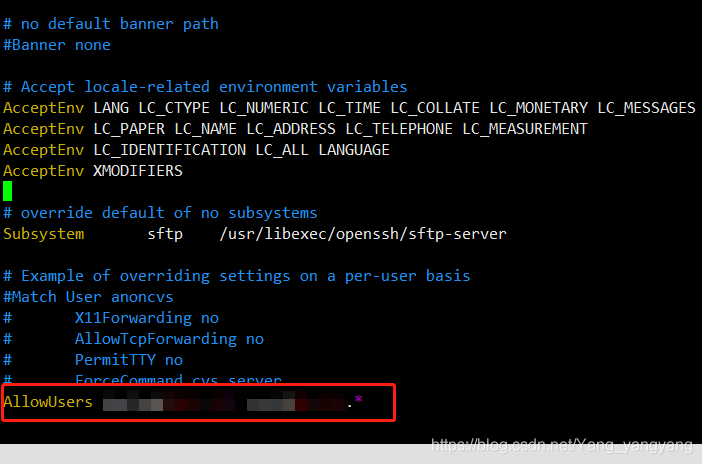 # no default banner path
#Banner none
# Accept locale-related environment variables
AcceptEnv LANG LC_CTYPE LC_NUMERIC LC_TIME LC_COLLATE LC_MONETARY LC_MESSAGES
AcceptEnv LC_PAPER LC_NAME LC_ADDRESS LC_TELEPHONE LC_MEASUREMENT
AcceptEnv LC_IDENTIFICATION LC_ALL LANGUAGE
AcceptEnv XMODIFIERS
# override default of no subsystems
Subsystem sftp /usr/libexec/openssh/sftp-server
# Example of overriding settings on a per-user basis
#Match User anoncvs
# X11Forwarding no
# AllowTcpForwarding no
# PermitTTY no
# ForceCommand cvs server
AllowUsers .*
https://blog.csdn.net/Yang_yangyang